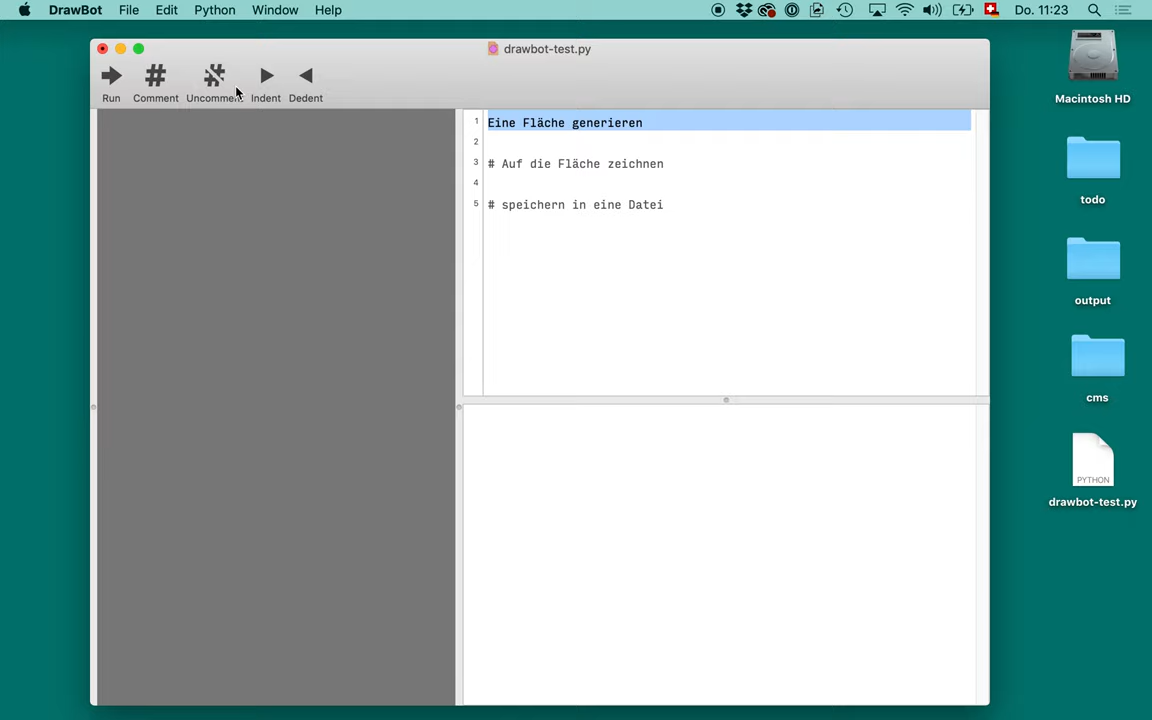 DrawBot File Edit Python Window Help Do. 11:23
drawbot-test.py
Run Comment Uncomment Indent Dedent
1 Eine Fläche generieren
2
3 # Auf die Fläche zeichnen
4
5 # speichern in eine Datei
Macintosh HD
todo
output
cms
PYTHON
drawbot-test.py